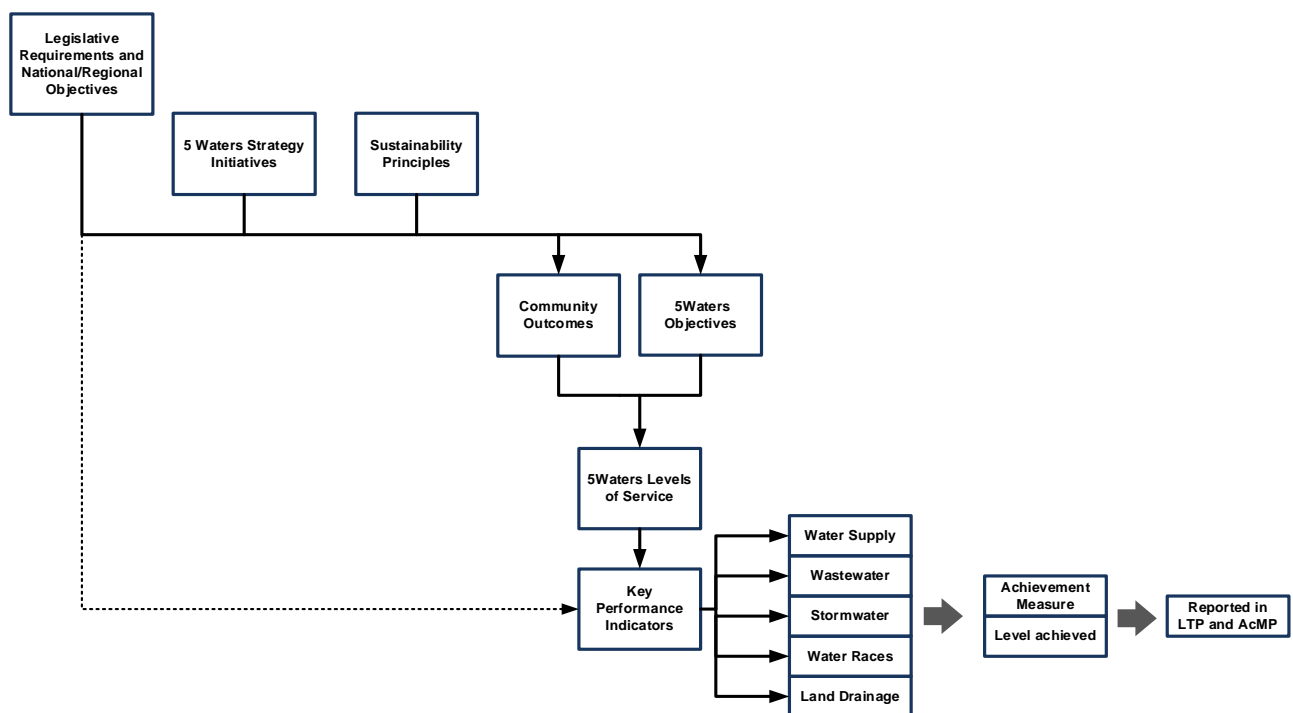 Legislative
Requirements and
National/Regional
Objectives
5 Waters Strategy
Initiatives
Sustainability
Principles
Community
Outcomes
5Waters
Objectives
5Waters Levels
of Service
Key
Performance
Indicators
Water Supply
Wastewater
Stormwater
Water Races
Land Drainage
Achievement
Measure
Level achieved
Reported in
LTP and AcMP